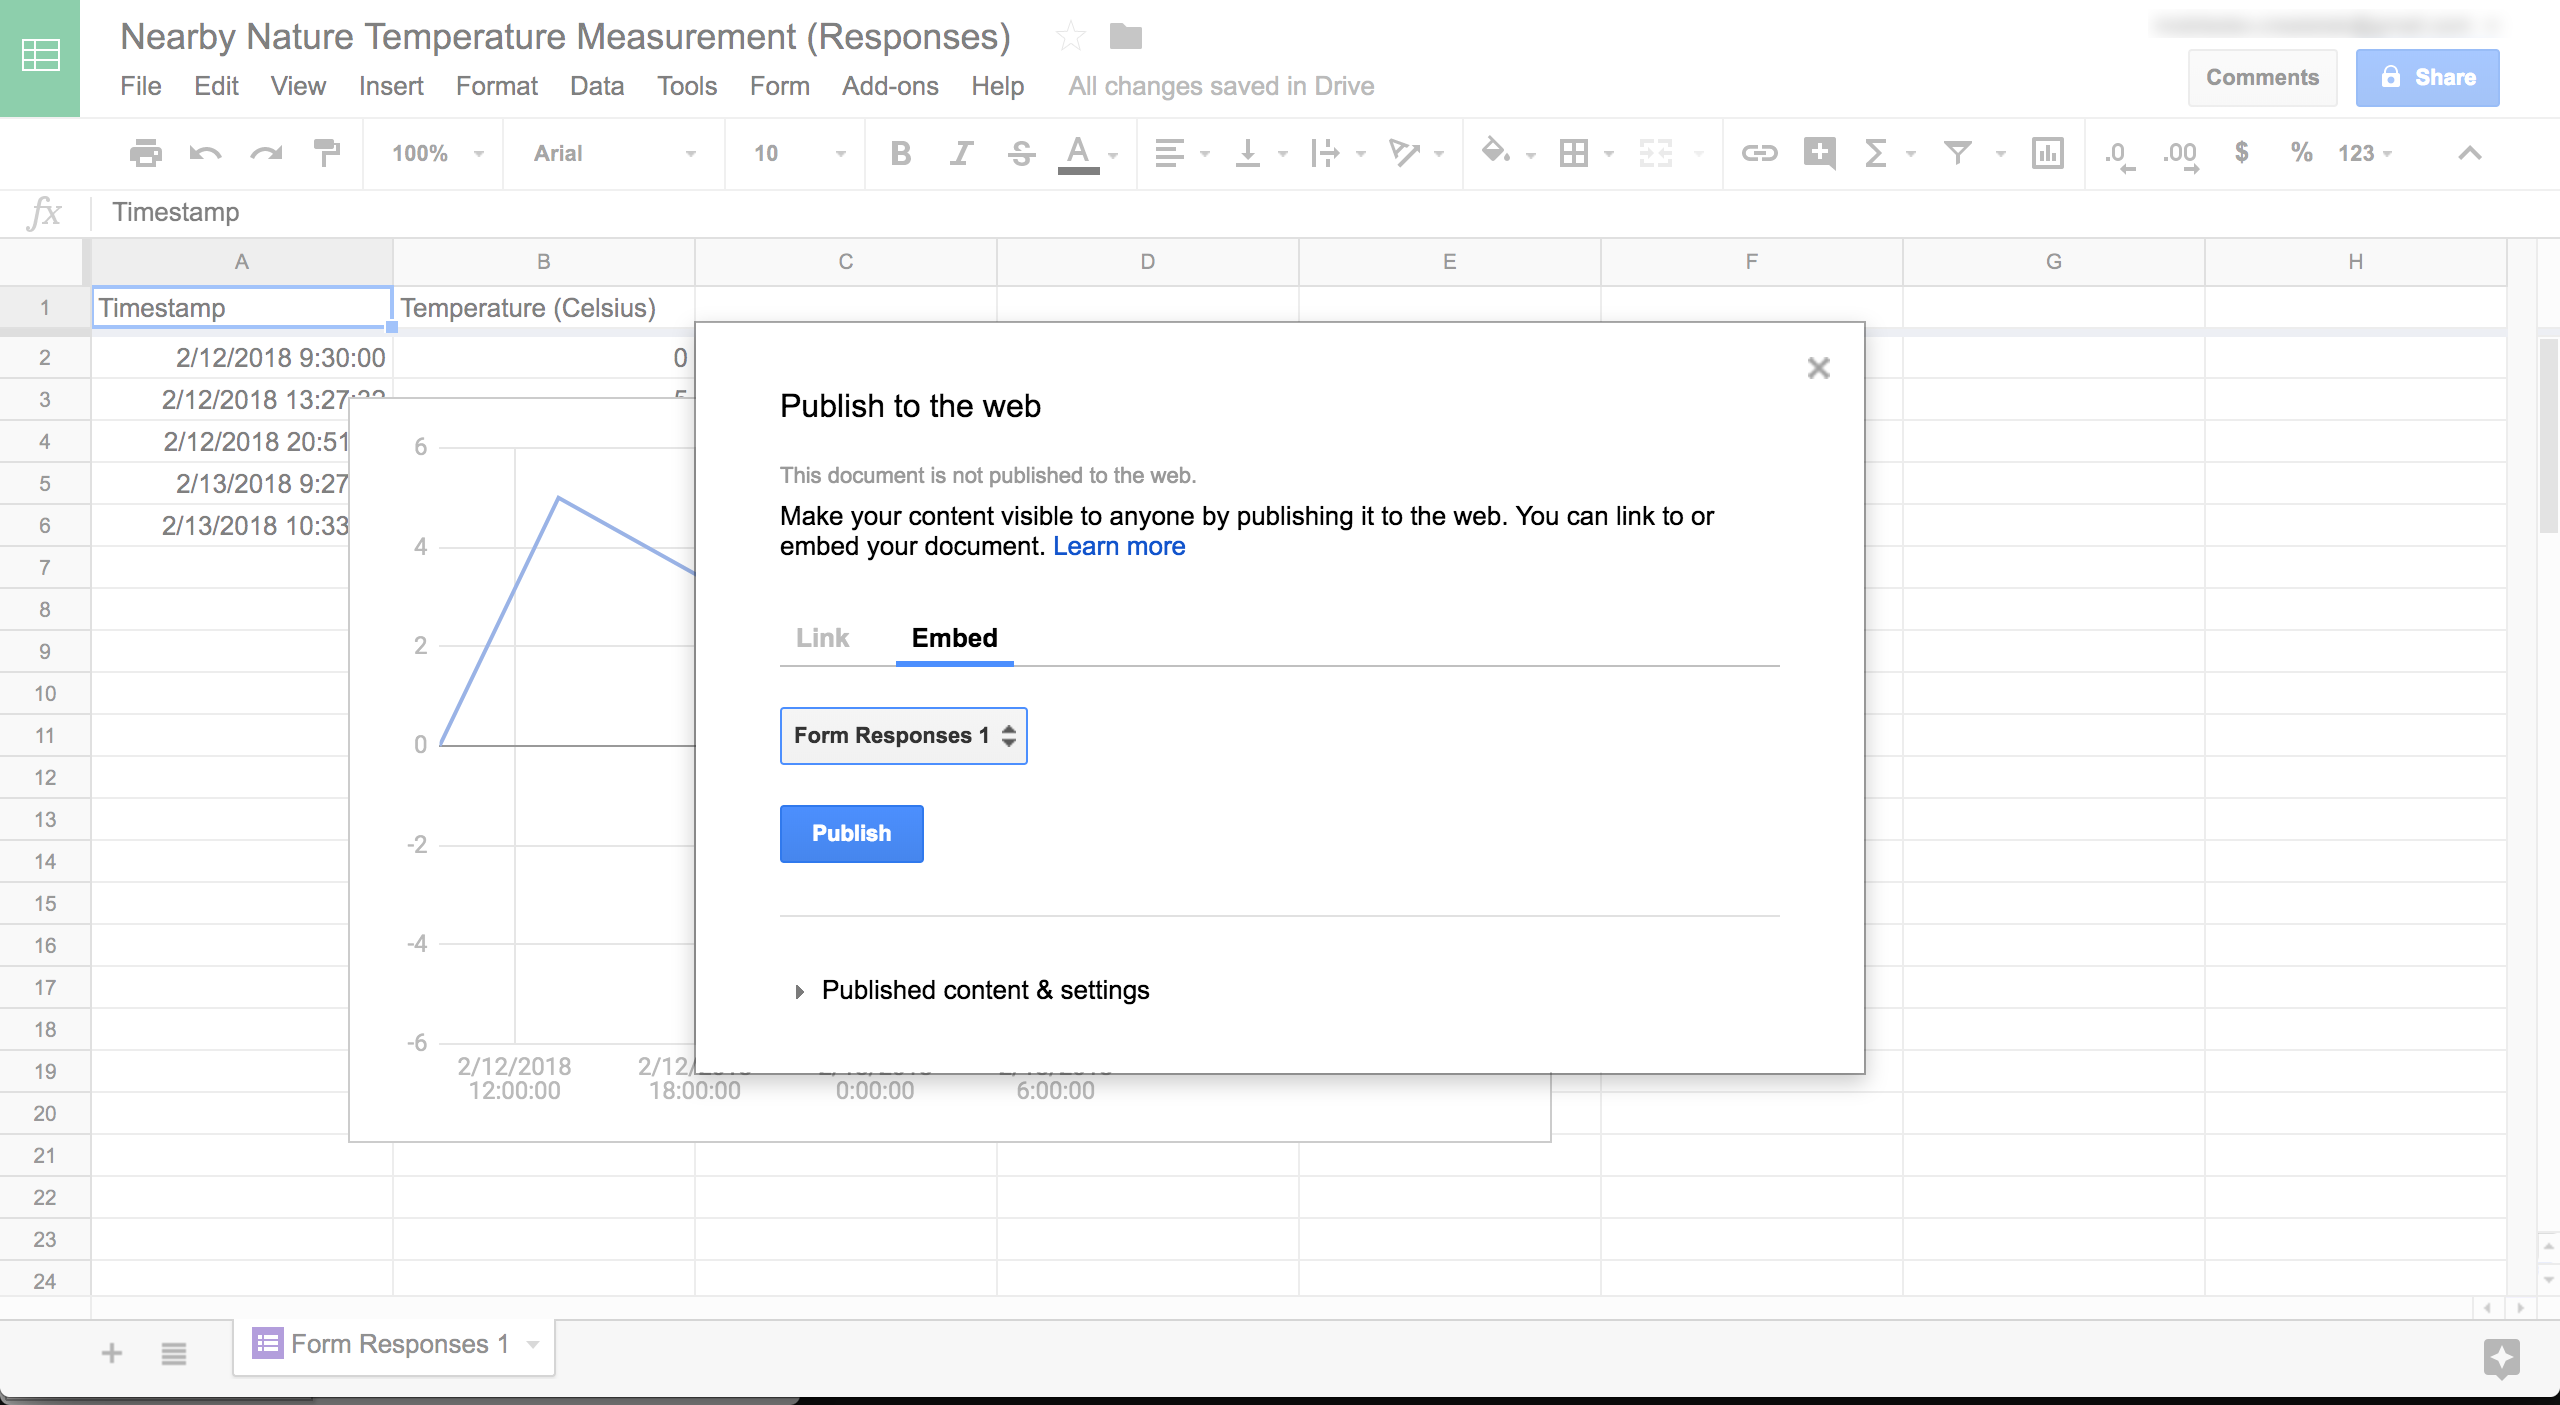 Nearby Nature Temperature Measurement (Responses)
File Edit View Insert Format Data Tools Form Add-ons Help All changes saved in Drive
Comments
Share
100% Arial 10 B I S A Σ .0 .00 $ % 123
fx Timestamp
A B C D E F G H
1 Timestamp Temperature (Celsius)
2 2/12/2018 9:30:00 0
3 2/12/2018 13:27
4 2/12/2018 20:51
5 2/13/2018 9:27
6 2/13/2018 10:33
7
8
9
10
11
12
13
14
15
16
17
18
19
20
21
22
23
24
6
4
2
0
-2
-4
-6
2/12/2018 2/12/
12:00:00 18:00:00 0:00:00 6:00:00
Publish to the web
This document is not published to the web.
Make your content visible to anyone by publishing it to the web. You can link to or
embed your document. Learn more
Link Embed
Form Responses 1
Publish
Published content & settings
Form Responses 1